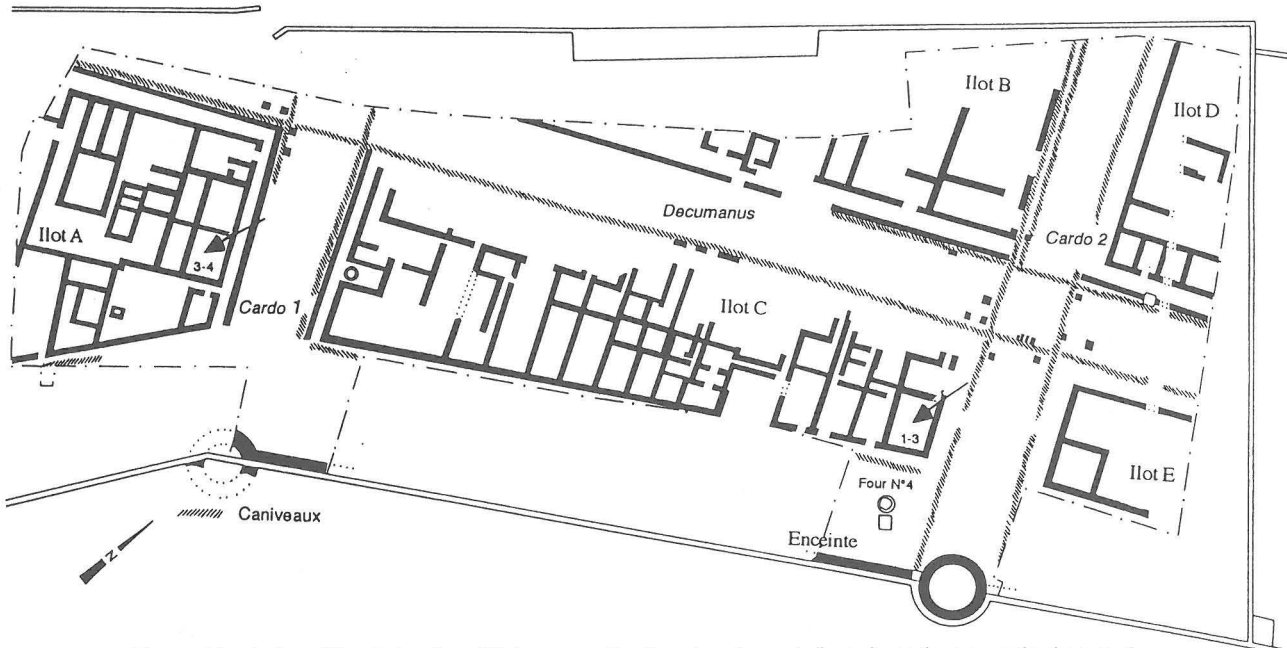 Ilot B
Ilot D
Decumanus
Cardo 2
Ilot A
3-4
Cardo 1
Ilot C
1-3
Ilot E
Four N°4
Caniveaux
Enceinte
N